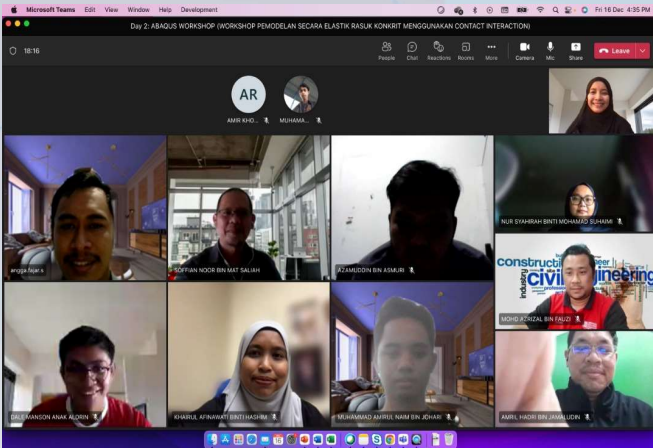 Microsoft Teams Edit View Window Help Development
Fri 16 Dec 4:35 PM
Day 2: ABAQUS WORKSHOP (WORKSHOP PEMODELAN SECARA ELASTIK RASUK KONKRIT MENGGUNAKAN CONTACT INTERACTION)
18:16
People Chat Reactions Rooms More Camera Mic Share Leave
AR
AMIR KHO... MUHAMA...
angga.fajar.s
SOFFIAN NOOR BIN MAT SALIAH
AZAMUDDIN BIN ASMURI
NUR SYAHIRAH BINTI MOHAMAD SUHAIMI
constructi
industry
civil
engineering
MOHD AZRIZAL BIN FAUZI
DALE MANSON ANAK ALDRIN
KHAIRUL AFINAWATI BINTI HASHIM
MUHAMMAD AMIRUL NAIM BIN JOHARI
AMRIL HADRI BIN JAMALUDIN